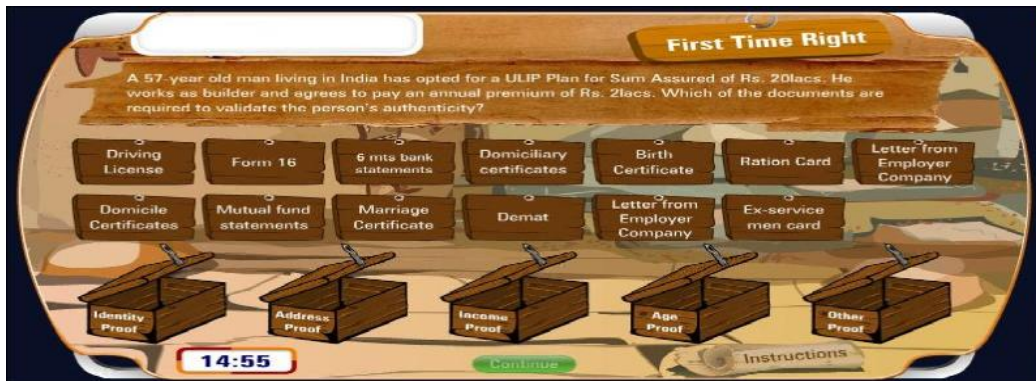 First Time Right
A 57-year old man living in India has opted for a ULIP Plan for Sum Assured of Rs. 20lacs. He
works as builder and agrees to pay an annual premium of Rs. 2lacs. Which of the documents are
required to validate the person's authenticity?
Driving
License
Form 16
6 mts bank
statements
Domiciliary
certificates
Birth
Certificate
Ration Card
Letter from
Employer
Company
Domicile
Certificates
Mutual fund
statements
Marriage
Certificate
Demat
Letter from
Employer
Company
Ex-service
men card
Identity
Proof
Address
Proof
Income
Proof
Age
Proof
Other
Proof
14:55
Continue
Instructions